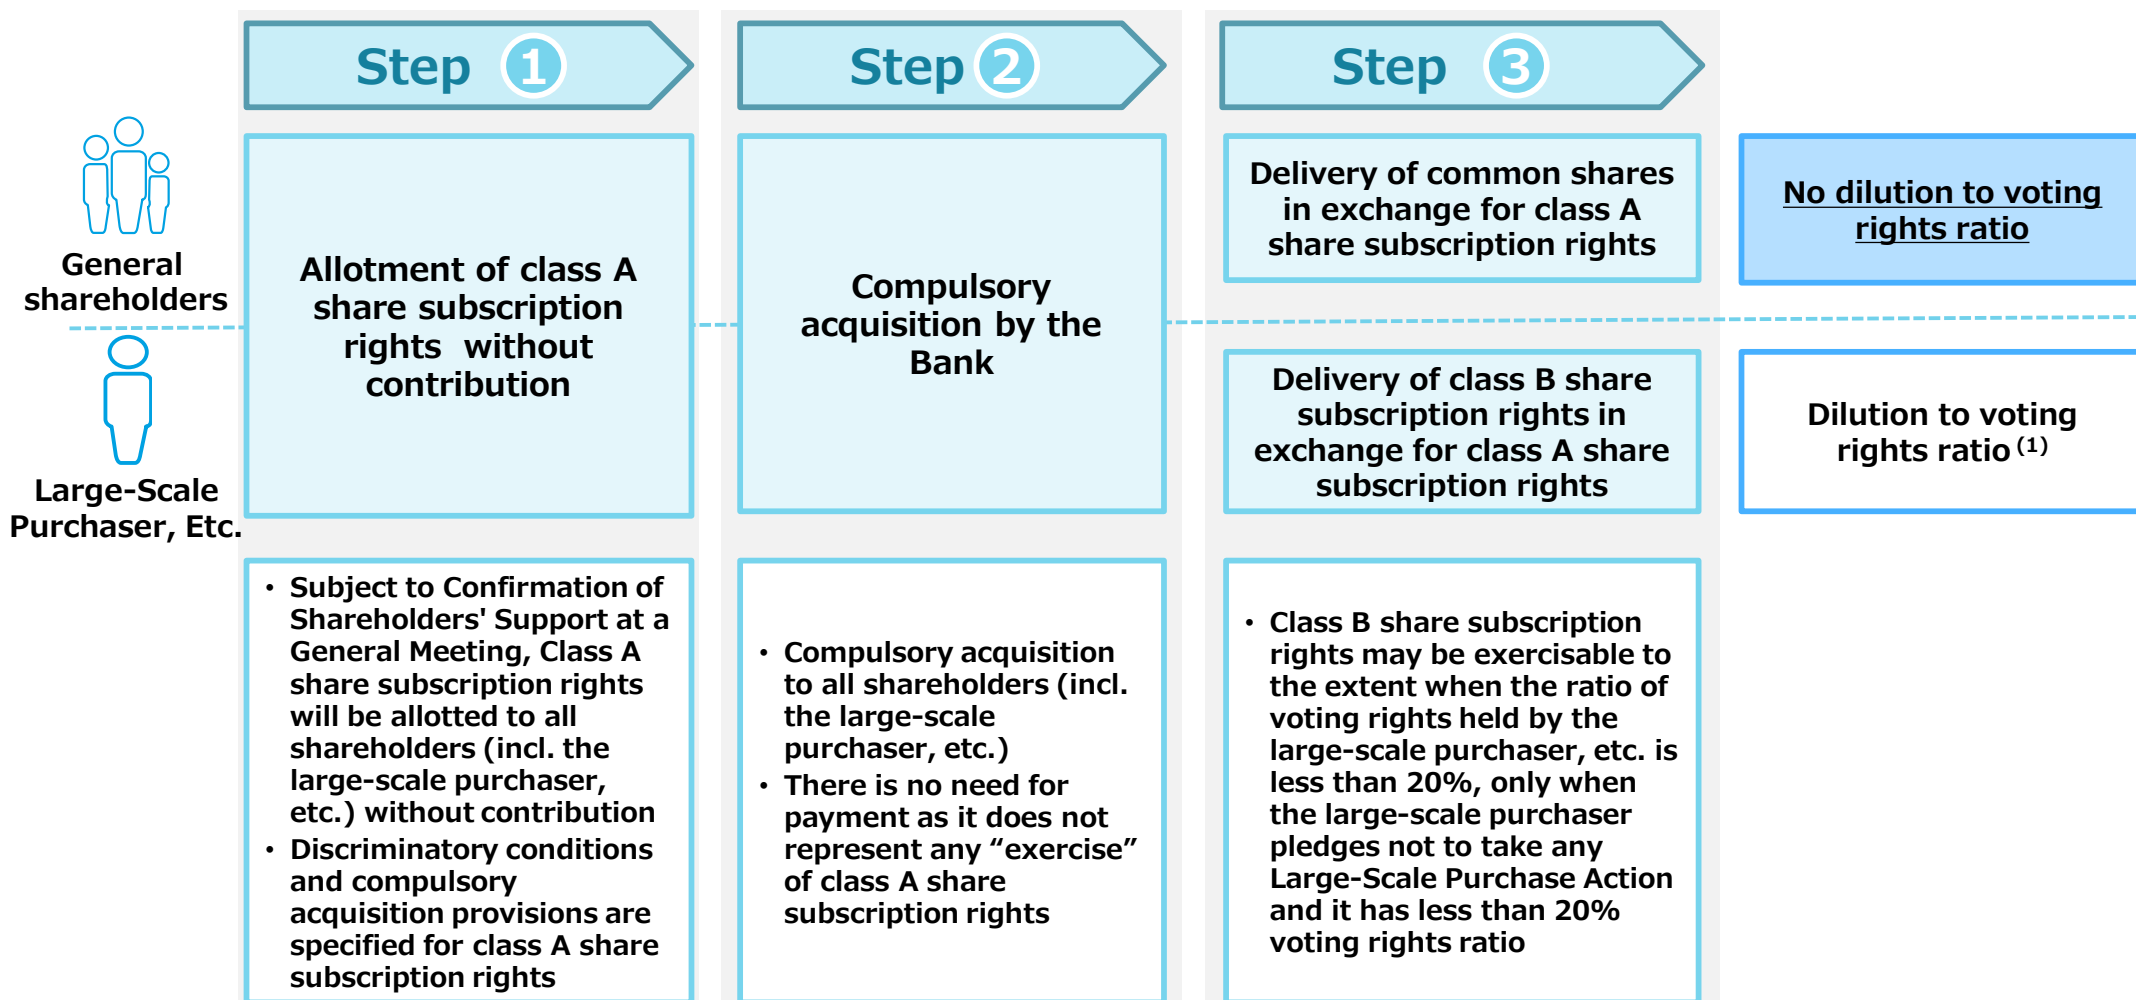 Step 1
Step 2
Step 3
General
shareholders
Large-Scale
Purchaser, Etc.
Allotment of class A
share subscription
rights without
contribution
Compulsory
acquisition by the
Bank
Delivery of common shares
in exchange for class A
share subscription rights
No dilution to voting
rights ratio
Delivery of class B share
subscription rights in
exchange for class A share
subscription rights
Dilution to voting
rights ratio (1)
• Subject to Confirmation of
Shareholders' Support at a
General Meeting, Class A
share subscription rights
will be allotted to all
shareholders (incl. the
large-scale purchaser,
etc.) without contribution
• Discriminatory conditions
and compulsory
acquisition provisions are
specified for class A share
subscription rights
• Compulsory acquisition
to all shareholders (incl.
the large-scale
purchaser, etc.)
• There is no need for
payment as it does not
represent any “exercise”
of class A share
subscription rights
• Class B share subscription
rights may be exercisable to
the extent when the ratio of
voting rights held by the
large-scale purchaser, etc. is
less than 20%, only when
the large-scale purchaser
pledges not to take any
Large-Scale Purchase Action
and it has less than 20%
voting rights ratio